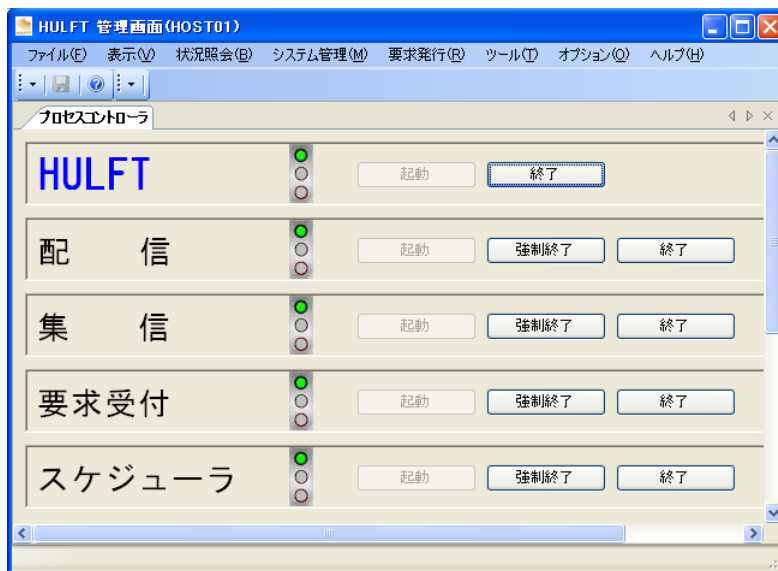 HULFT 管理画面(HOST01)
ファイル(F) 表示(V) 状況照会(B) システム管理(M) 要求発行(R) ツール(T) オプション(O) ヘルプ(H)
プロセスコントローラ
HULFT 起動 終了
配 信 起動 強制終了 終了
集 信 起動 強制終了 終了
要求受付 起動 強制終了 終了
スケジューラ 起動 強制終了 終了